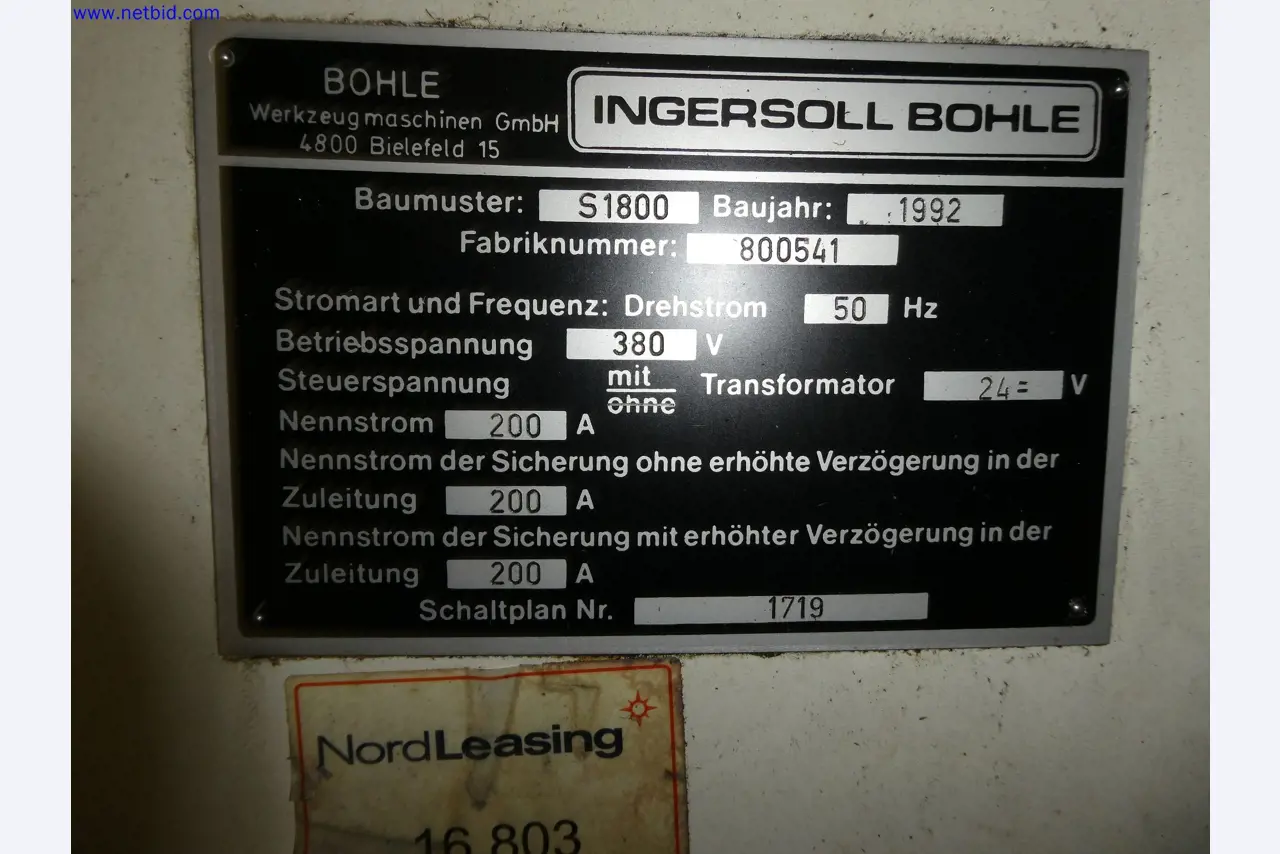 www.netbid.com
BOHLE
Werkzeugmaschinen GmbH
4800 Bielefeld 15
INGERSOLL BOHLE
Baumuster: S1800 Baujahr: 1992
Fabriknummer: 800541
Stromart und Frequenz: Drehstrom 50 Hz
Betriebsspannung 380 V
Steuerspannung mit Transformator 24= V
ohne
Nennstrom 200 A
Nennstrom der Sicherung ohne erhöhte Verzögerung in der
Zuleitung 200 A
Nennstrom der Sicherung mit erhöhter Verzögerung in der
Zuleitung 200 A
Schaltplan Nr. 1719
NordLeasing
16 803